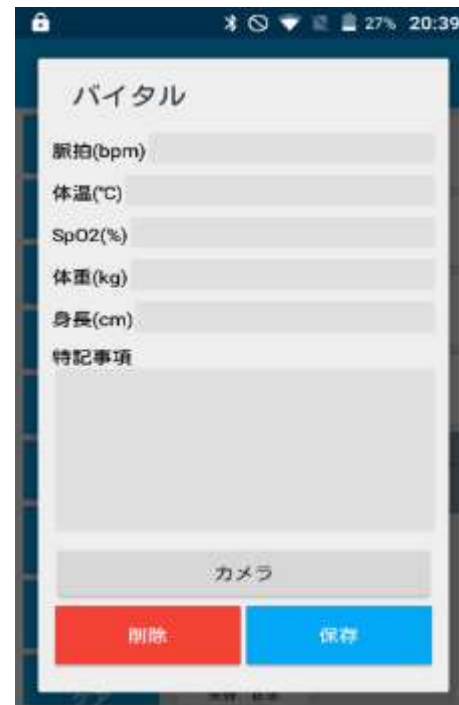 27% 20:39
バイタル
脈拍(bpm)
体温(℃)
SpO2(%)
体重(kg)
身長(cm)
特記事項
カメラ
削除
保存